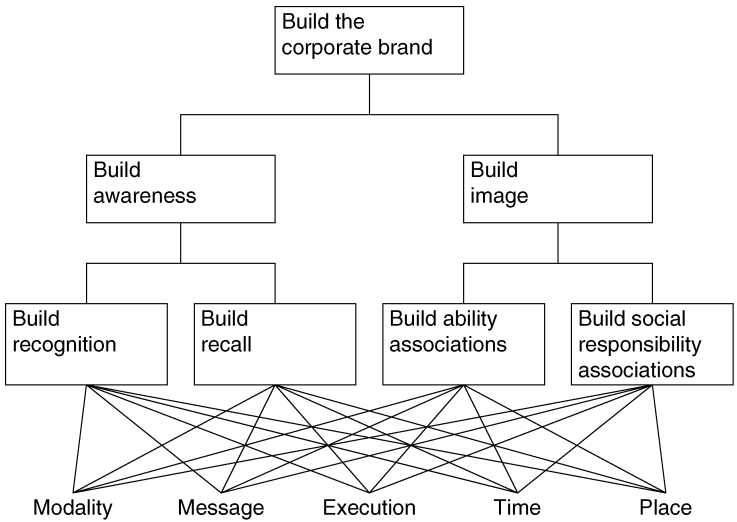 Build the
corporate brand
Build
awareness
Build
image
Build
recognition
Build
recall
Build ability
associations
Build social
responsibility
associations
Modality
Message
Execution
Time
Place